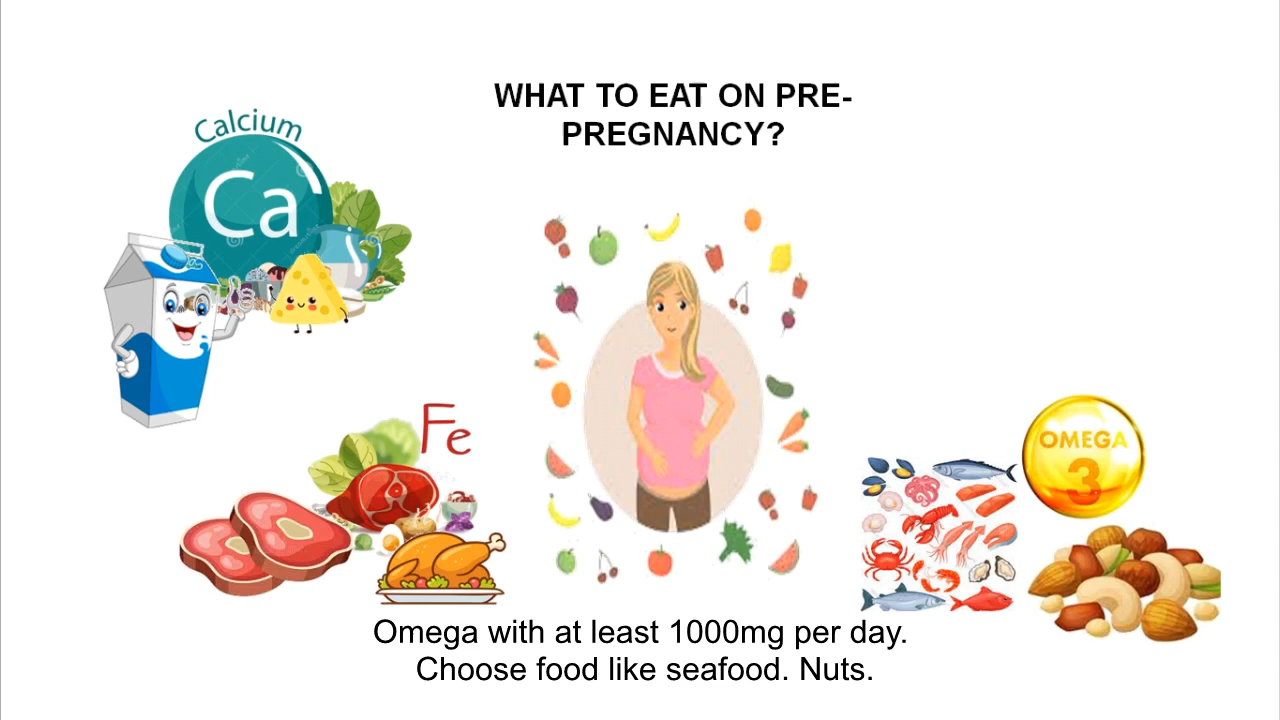 WHAT TO EAT ON PRE-
PREGNANCY?
Calcium
Ca
Fe
OMEGA
3
Omega with at least 1000mg per day.
Choose food like seafood. Nuts.